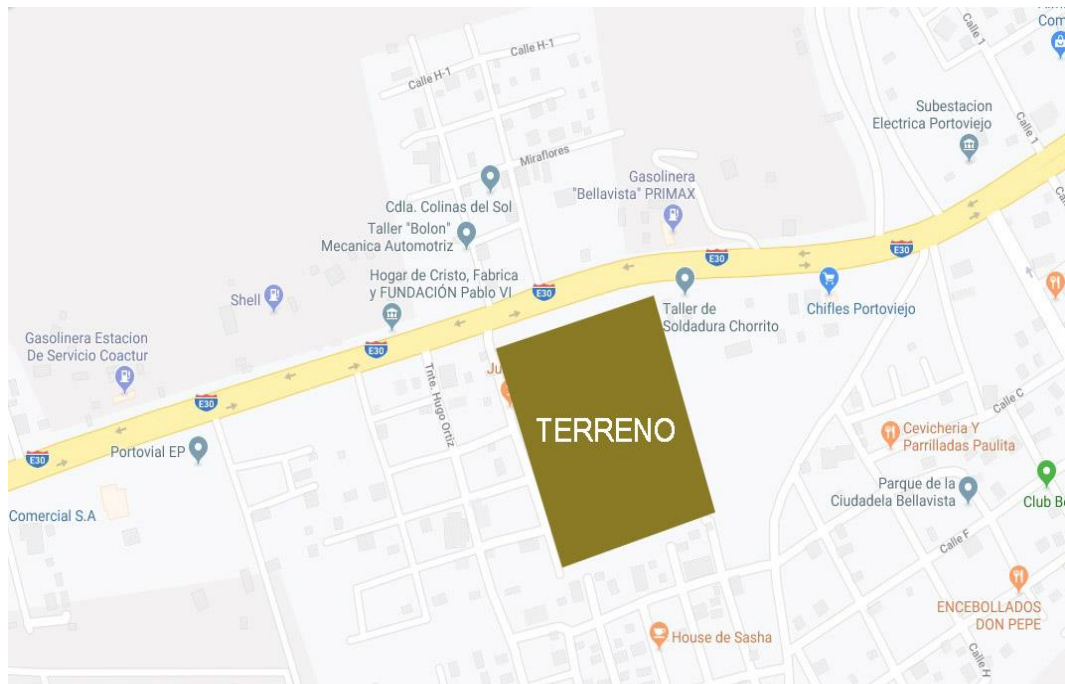 Com
Calle 1
Calle H-1
Calle H-1
Calle 1
Subestacion
Electrica Portoviejo
Miraflores
Gasolinera
"Bellavista" PRIMAX
Cdla. Colinas del Sol
Taller "Bolon"
Mecanica Automotriz
E30
E30
Hogar de Cristo, Fabrica
y FUNDACIÓN Pablo VI
E30
Shell
Taller de
Soldadura Chorrito
Chifles Portoviejo
Gasolinera Estacion
De Servicio Coactur
E30
Ju
Tnte. Hugo Ortiz
E30
Calle C
TERRENO
Cevicheria Y
Parrilladas Paulita
Portovial EP
E30
Parque de la
Ciudadela Bellavista
Club Be
Comercial S.A
Calle F
ENCEBOLLADOS
DON PEPE
House de Sasha
Calle H